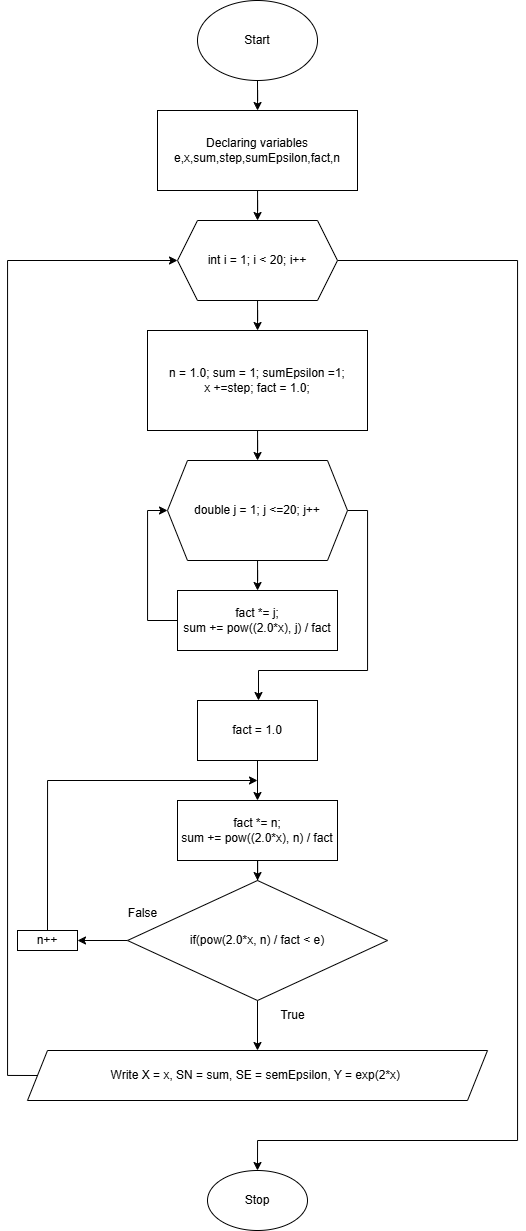 Start
Declaring variables
e,x,sum,step,sumEpsilon,fact,n
int i = 1; i < 20; i++
n = 1.0; sum = 1; sumEpsilon =1;
x +=step; fact = 1.0;
double j = 1; j <=20; j++
fact *= j;
sum += pow((2.0*x), j) / fact
fact = 1.0
fact *= n;
sum += pow((2.0*x), n) / fact
False
n++
if(pow(2.0*x, n) / fact < e)
True
Write X = x, SN = sum, SE = semEpsilon, Y = exp(2*x)
Stop